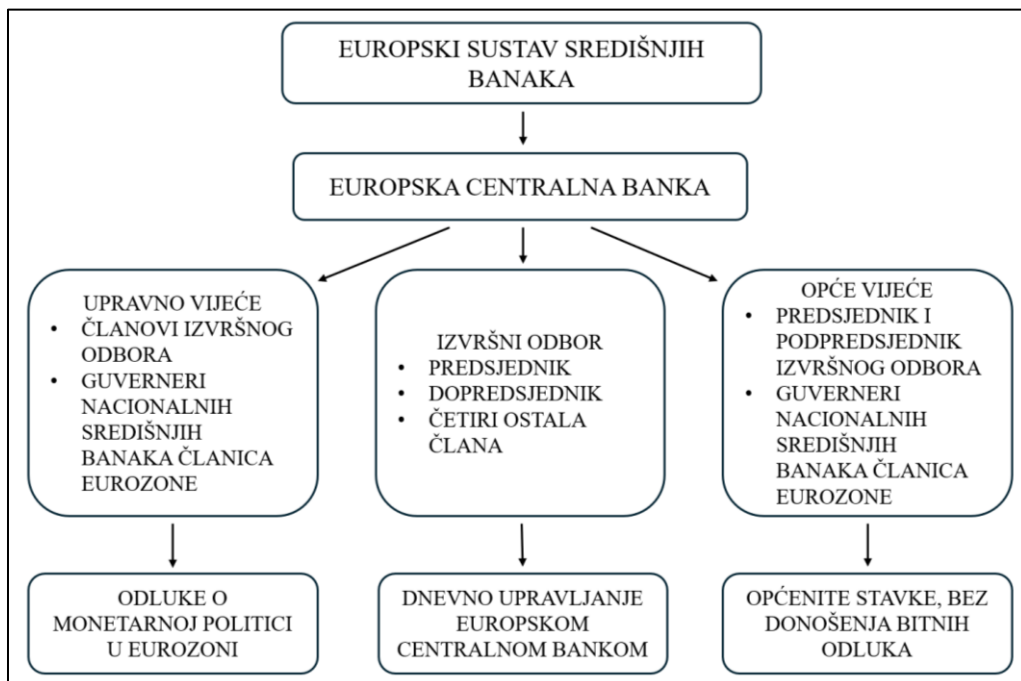 EUROPSKI SUSTAV SREDIŠNJIH
BANAKA
EUROPSKA CENTRALNA BANKA
UPRAVNO VIJEĆE
• ČLANOVI IZVRŠNOG
ODBORA
• GUVERNERI
NACIONALNIH
SREDIŠNJIH
BANAKA ČLANICA
EUROZONE
IZVRŠNI ODBOR
• PREDSJEDNIK
• DOPREDSJEDNIK
• ČETIRI OSTALA
ČLANA
OPĆE VIJEĆE
• PREDSJEDNIK I
PODPREDSJEDNIK
IZVRŠNOG ODBORA
• GUVERNERI
NACIONALNIH
SREDIŠNJIH
BANAKA ČLANICA
EUROZONE
ODLUKE O
MONETARNOJ POLITICI
U EUROZONI
DNEVNO UPRAVLJANJE
EUROPSKOM
CENTRALNOM BANKOM
OPĆENITE STAVKE, BEZ
DONOŠENJA BITNIH
ODLUKA